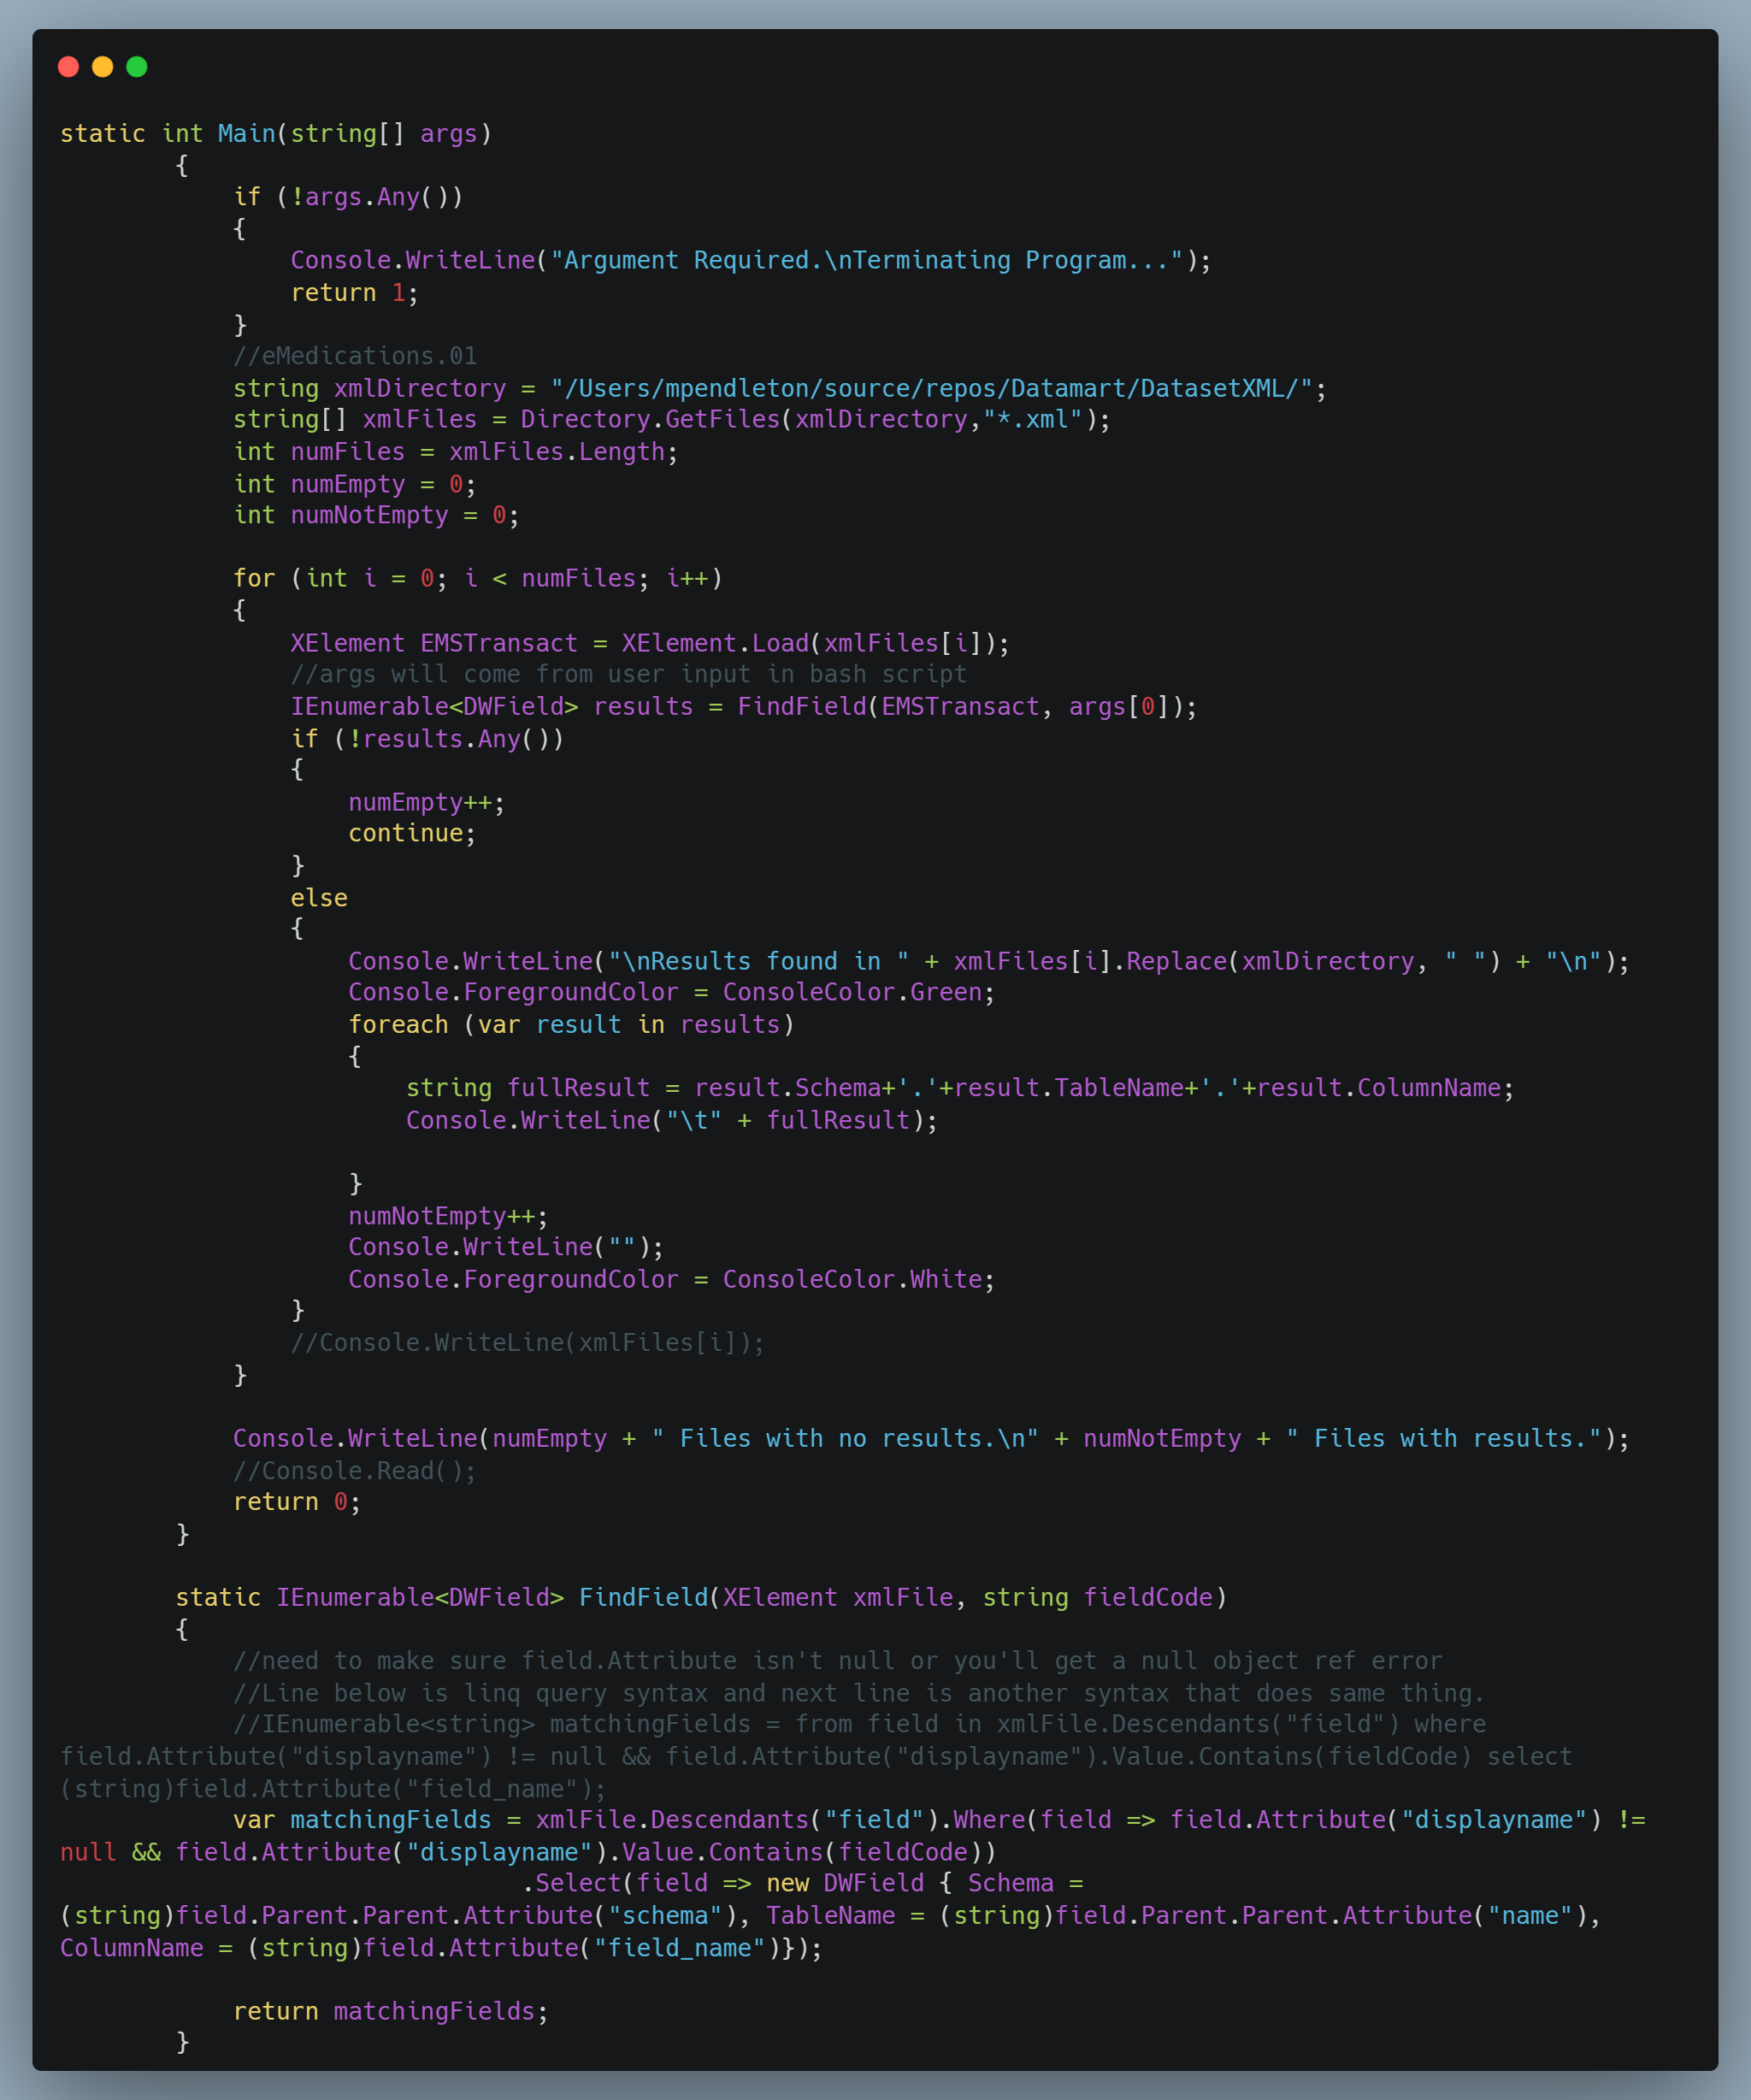 static int Main(string[] args)
        {
            if (!args.Any())
            {
                Console.WriteLine("Argument Required.\nTerminating Program...");
                return 1;
            }
            //eMedications.01
            string xmlDirectory = "/Users/mpendleton/source/repos/Datamart/DatasetXML/";
            string[] xmlFiles = Directory.GetFiles(xmlDirectory,"*.xml");
            int numFiles = xmlFiles.Length;
            int numEmpty = 0;
            int numNotEmpty = 0;

            for (int i = 0; i < numFiles; i++)
            {
                XElement EMSTransact = XElement.Load(xmlFiles[i]);
                //args will come from user input in bash script
                IEnumerable<DWField> results = FindField(EMSTransact, args[0]);
                if (!results.Any())
                {
                    numEmpty++;
                    continue;
                }
                else
                {
                    Console.WriteLine("\nResults found in " + xmlFiles[i].Replace(xmlDirectory, " ") + "\n");
                    Console.ForegroundColor = ConsoleColor.Green;
                    foreach (var result in results)
                    {
                        string fullResult = result.Schema+'.'+result.TableName+'.'+result.ColumnName;
                        Console.WriteLine("\t" + fullResult);

                    }
                    numNotEmpty++;
                    Console.WriteLine("");
                    Console.ForegroundColor = ConsoleColor.White;
                }
                //Console.WriteLine(xmlFiles[i]);
            }

            Console.WriteLine(numEmpty + " Files with no results.\n" + numNotEmpty + " Files with results.");
            //Console.Read();
            return 0;
        }

        static IEnumerable<DWField> FindField(XElement xmlFile, string fieldCode)
        {
            //need to make sure field.Attribute isn't null or you'll get a null object ref error
            //Line below is linq query syntax and next line is another syntax that does same thing.
            //IEnumerable<string> matchingFields = from field in xmlFile.Descendants("field") where
field.Attribute("displayname") != null && field.Attribute("displayname").Value.Contains(fieldCode) select
(string)field.Attribute("field_name");
            var matchingFields = xmlFile.Descendants("field").Where(field => field.Attribute("displayname") !=
null && field.Attribute("displayname").Value.Contains(fieldCode))
                                .Select(field => new DWField { Schema =
(string)field.Parent.Parent.Attribute("schema"), TableName = (string)field.Parent.Parent.Attribute("name"),
ColumnName = (string)field.Attribute("field_name")});

            return matchingFields;
        }